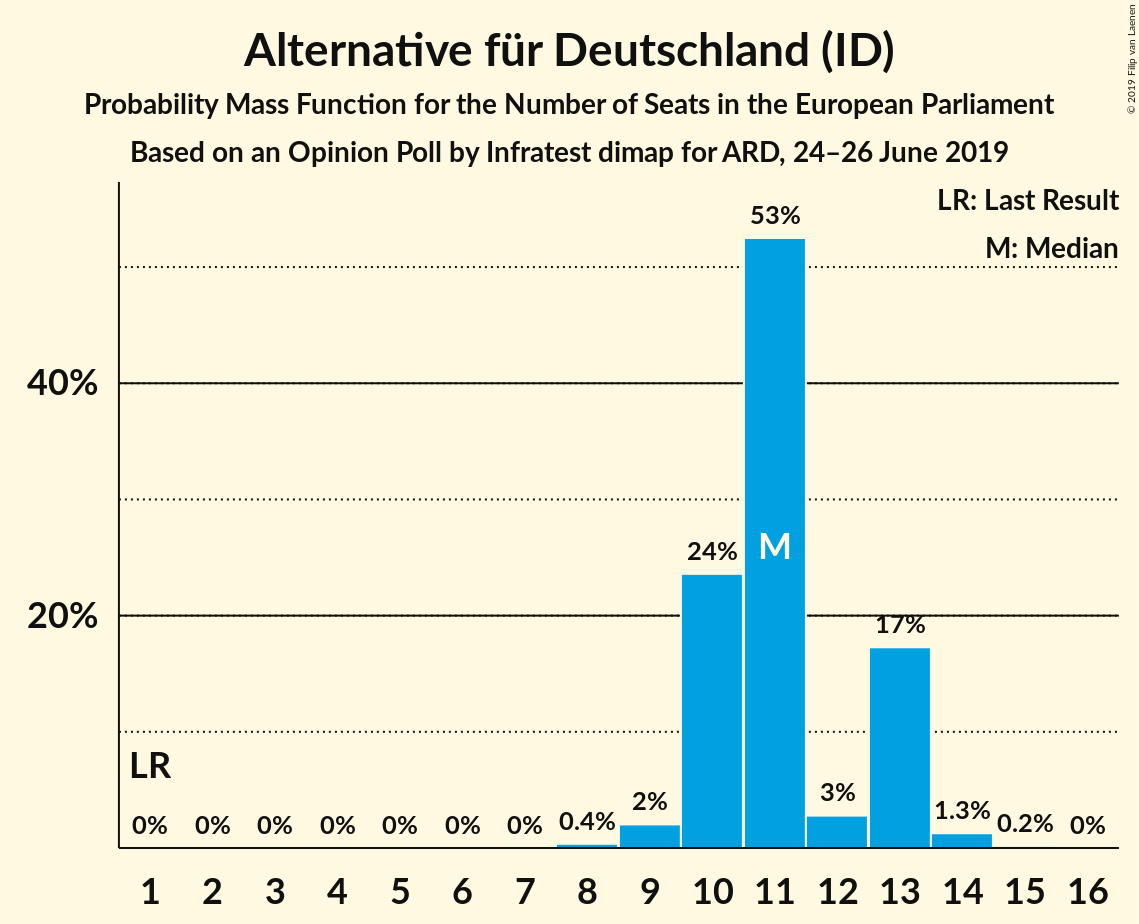 Alternative für Deutschland (ID)
Probability Mass Function for the Number of Seats in the European Parliament
Based on an Opinion Poll by Infratest dimap for ARD, 24–26 June 2019
© 2019 Filip van Laenen
LR: Last Result
M: Median
53%
40%
24% M
20%
17%
LR
0% 0% 0% 0% 0% 0% 0% 0.4% 2% 3% 1.3% 0.2% 0%
1 2 3 4 5 6 7 8 9 10 11 12 13 14 15 16